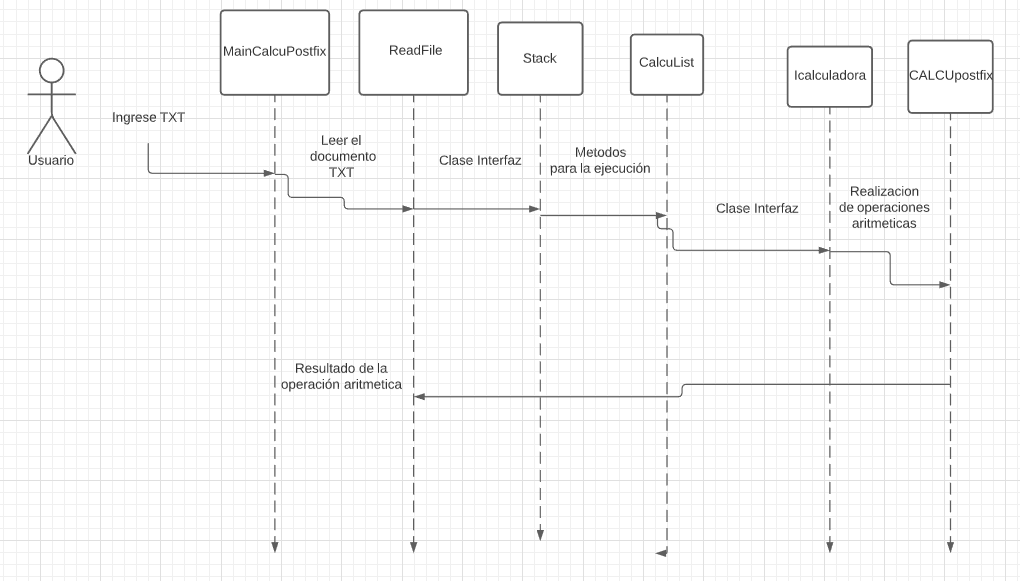 MainCalcuPostfix
ReadFile
Stack
CalcuList
Icalculadora
CALCUpostfix
Usuario
Ingrese TXT
Leer el
documento
TXT
Clase Interfaz
Metodos
para la ejecución
Clase Interfaz
Realizacion
de operaciones
aritmeticas
Resultado de la
operación aritmetica